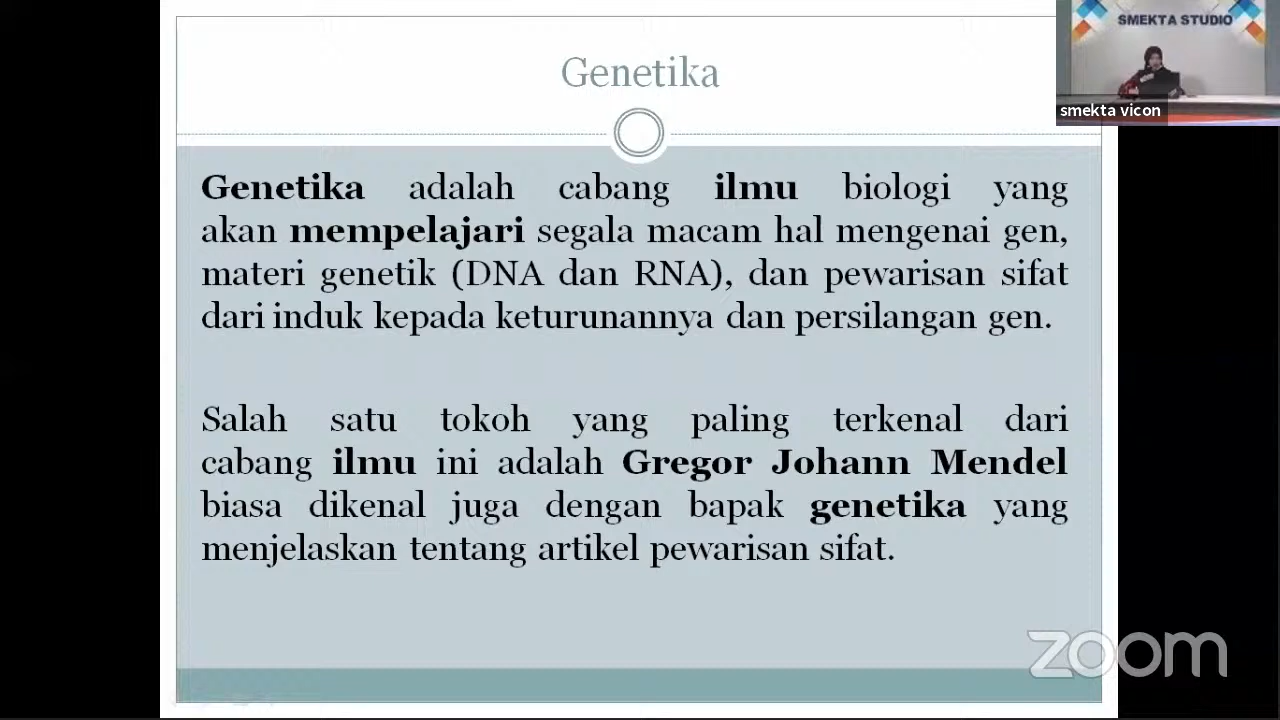 SMEKTA STUDIO
smekta vicon
Genetika
Genetika adalah cabang ilmu biologi yang
akan mempelajari segala macam hal mengenai gen,
materi genetik (DNA dan RNA), dan pewarisan sifat
dari induk kepada keturunannya dan persilangan gen.
Salah satu tokoh yang paling terkenal dari
cabang ilmu ini adalah Gregor Johann Mendel
biasa dikenal juga dengan bapak genetika yang
menjelaskan tentang artikel pewarisan sifat.
zoom